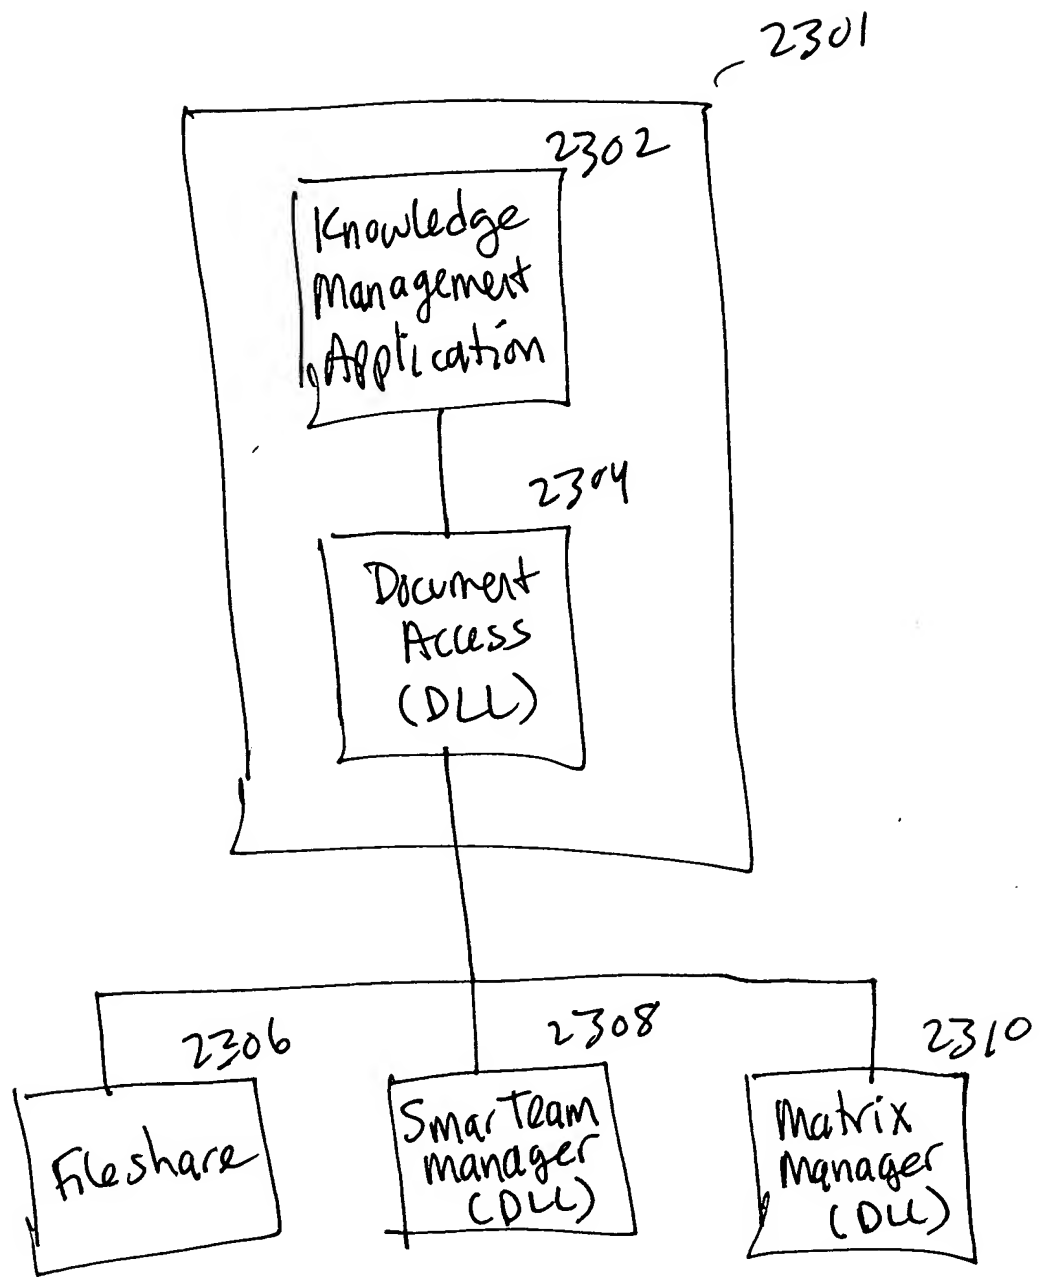 2301
2302
Knowledge
Management
Application
2304
Document
Access
(DLL)
2306
Fileshare
2308
SmarTeam
manager
(DLL)
2310
Matrix
Manager
(DLL)